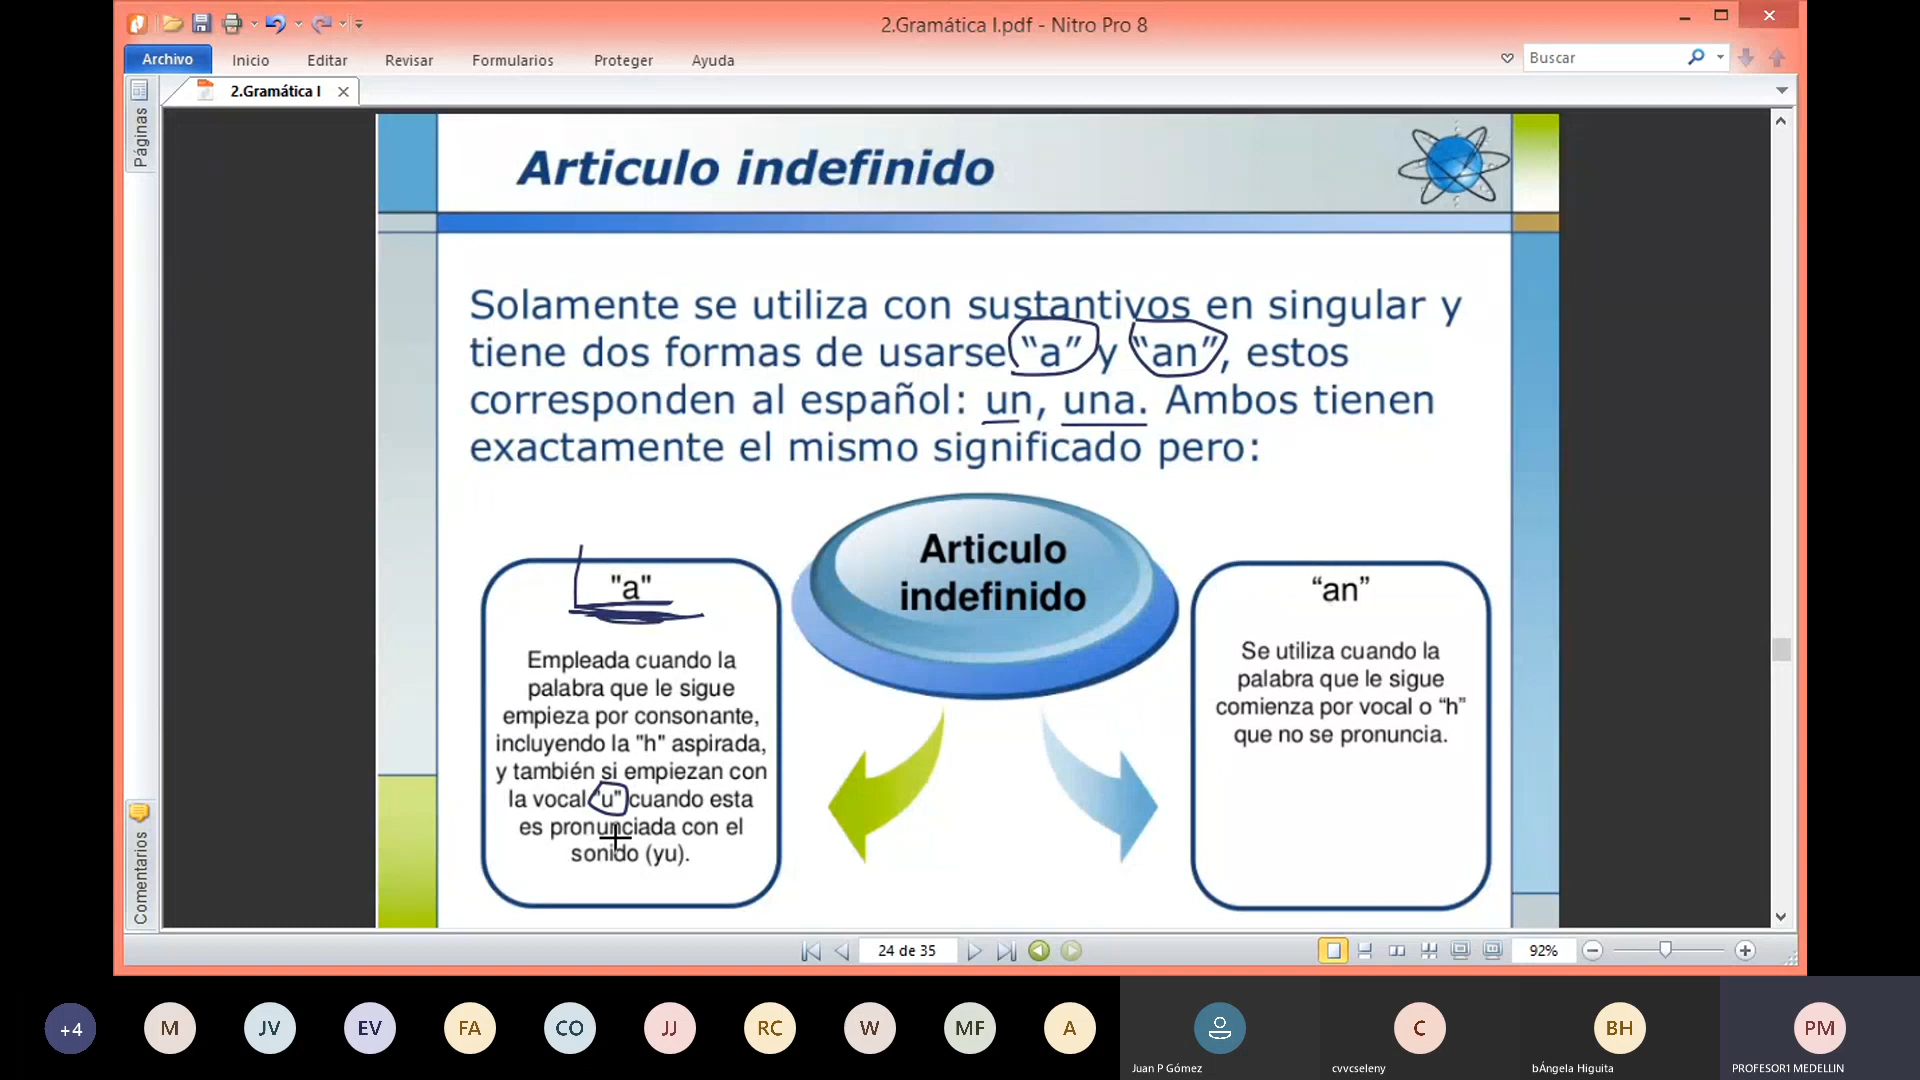 2.Gramática I.pdf - Nitro Pro 8
Archivo Inicio Editar Revisar Formularios Proteger Ayuda
Buscar
2.Gramática I
Páginas
Articulo indefinido
Solamente se utiliza con sustantivos en singular y
tiene dos formas de usarse “a” y “an”, estos
corresponden al español: un, una. Ambos tienen
exactamente el mismo significado pero:
Articulo
indefinido
"a"
Empleada cuando la
palabra que le sigue
empieza por consonante,
incluyendo la "h" aspirada,
y también si empiezan con
la vocal "u" cuando esta
es pronunciada con el
sonido (yu).
“an”
Se utiliza cuando la
palabra que le sigue
comienza por vocal o “h”
que no se pronuncia.
Comentarios
24 de 35
92%
+4 M JV EV FA CO JJ RC W MF A C BH PM
Juan P Gómez cvvcseleny bÁngela Higuita PROFESOR1 MEDELLIN